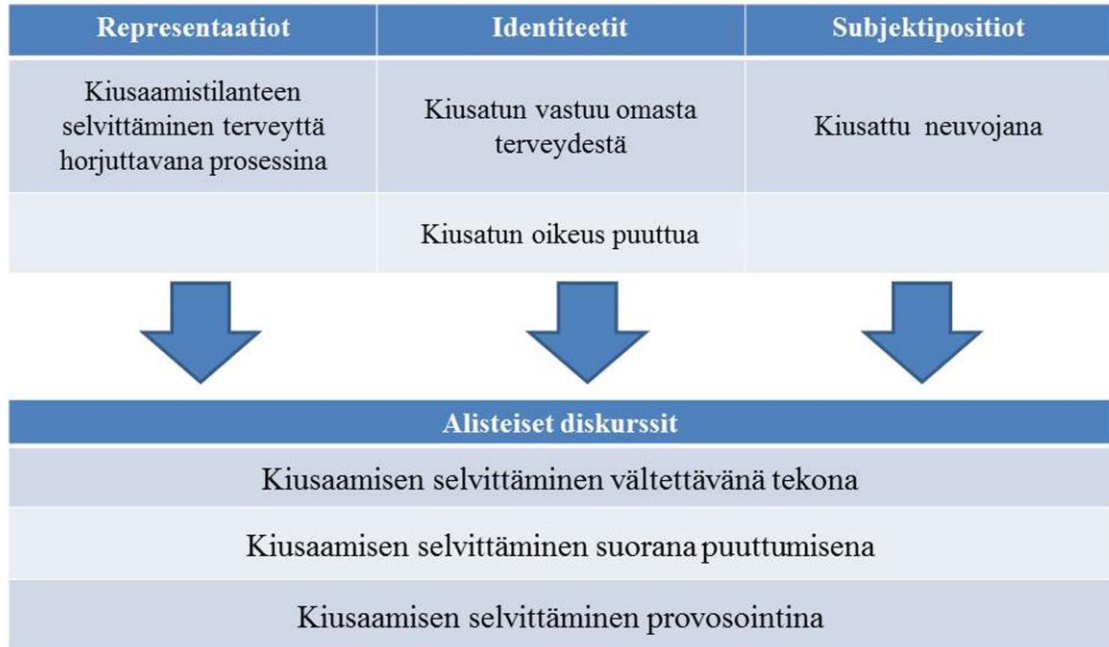 Representaatiot
Identiteetit
Subjektipositiot
Kiusaamistilanteen
selvittäminen terveyttä
horjuttavana prosessina
Kiusatun vastuu omasta
terveydestä
Kiusattu neuvojana
Kiusatun oikeus puuttua
Alisteiset diskurssit
Kiusaamisen selvittäminen vältettävänä tekona
Kiusaamisen selvittäminen suorana puuttumisena
Kiusaamisen selvittäminen provosointina